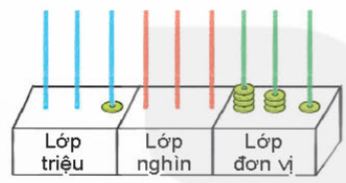 Lớp
triệu
Lớp
nghìn
Lớp
đơn vị